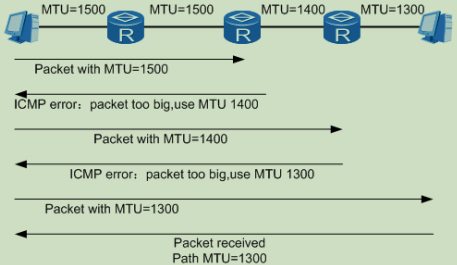 MTU=1500 MTU=1500 MTU=1400 MTU=1300
R R R
Packet with MTU=1500
ICMP error：packet too big,use MTU 1400
Packet with MTU=1400
ICMP error：packet too big,use MTU 1300
Packet with MTU=1300
Packet received
Path MTU=1300